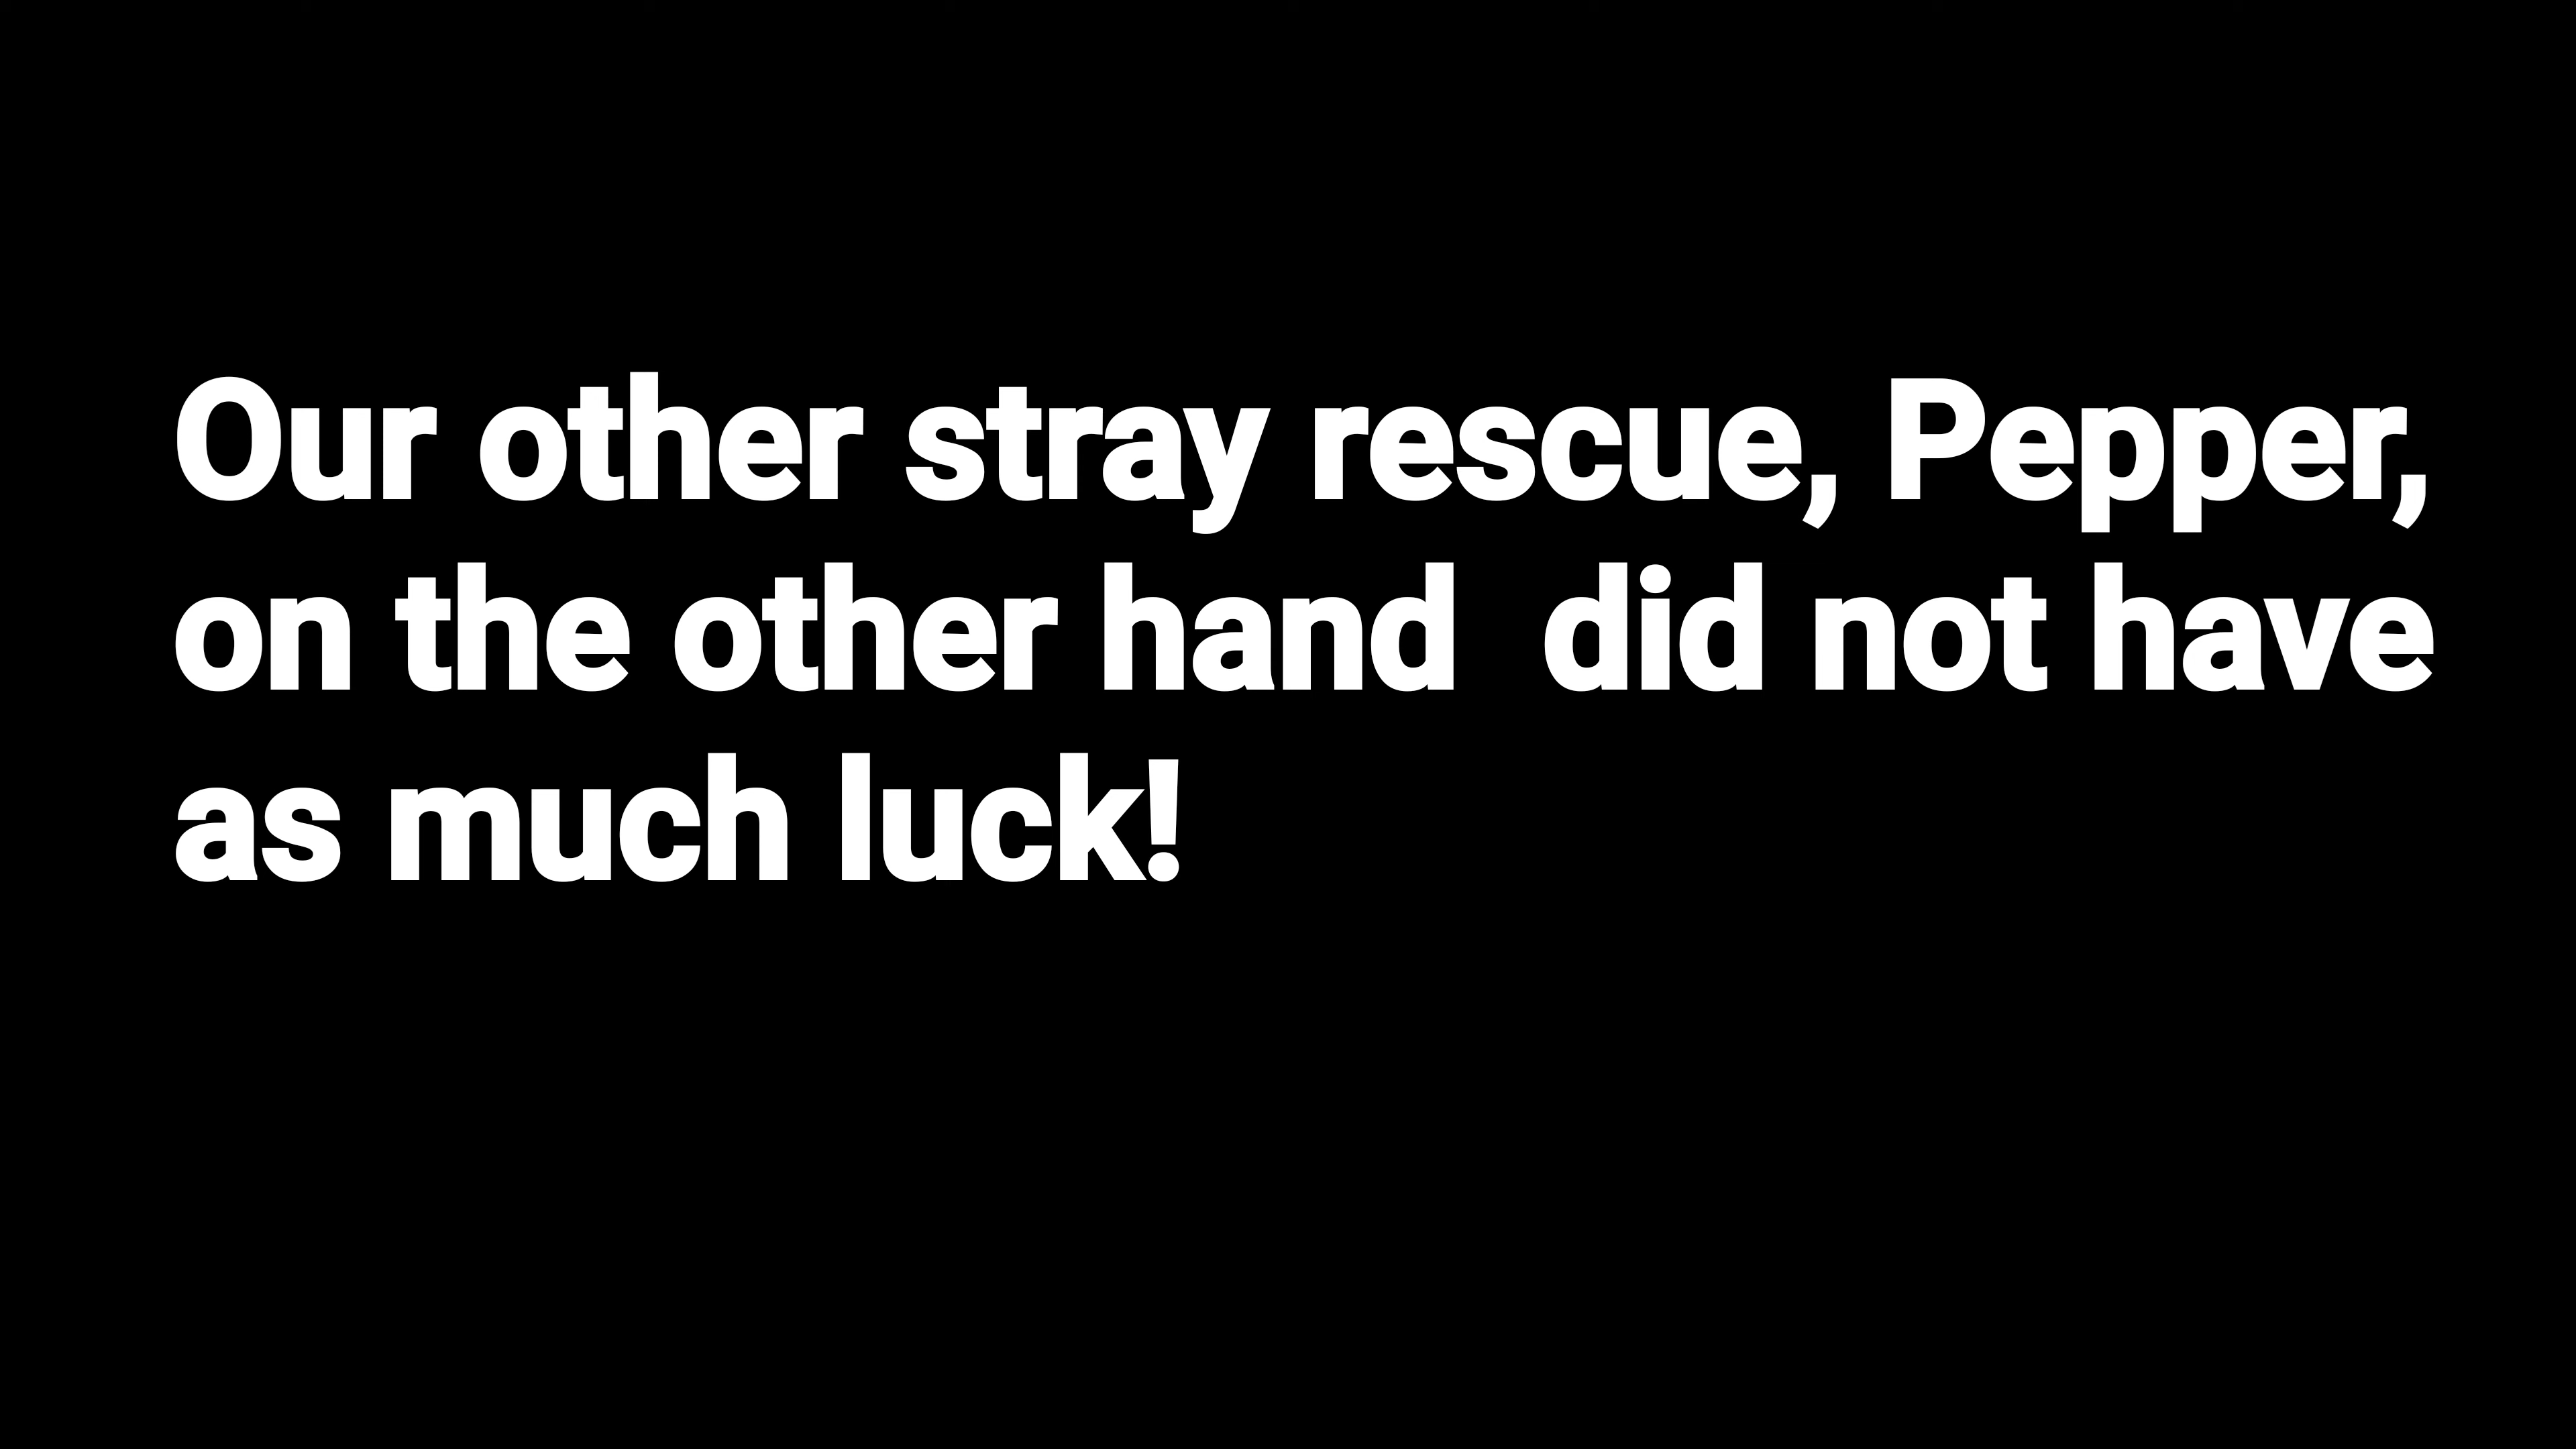 Our other stray rescue, Pepper,
on the other hand  did not have
as much luck!